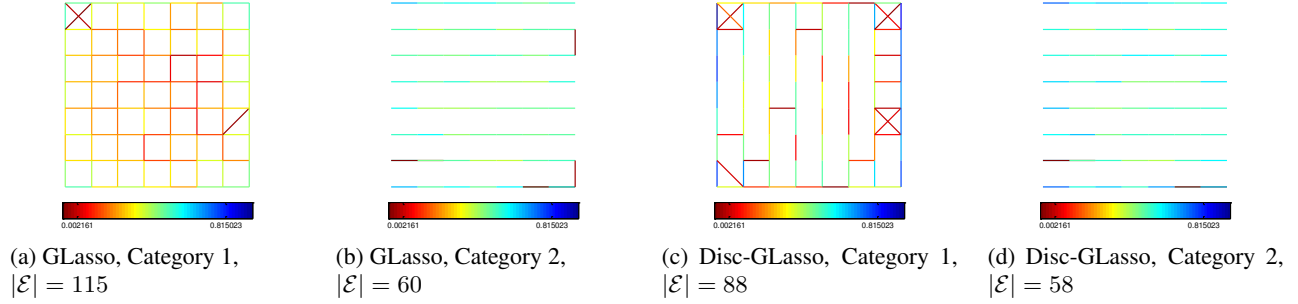 0.002161 0.815023 0.002161 0.815023 0.002161 0.815023 0.002161 0.815023
(a) GLasso, Category 1,
|ℰ| = 115
(b) GLasso, Category 2,
|ℰ| = 60
(c) Disc-GLasso, Category 1,
|ℰ| = 88
(d) Disc-GLasso, Category 2,
|ℰ| = 58